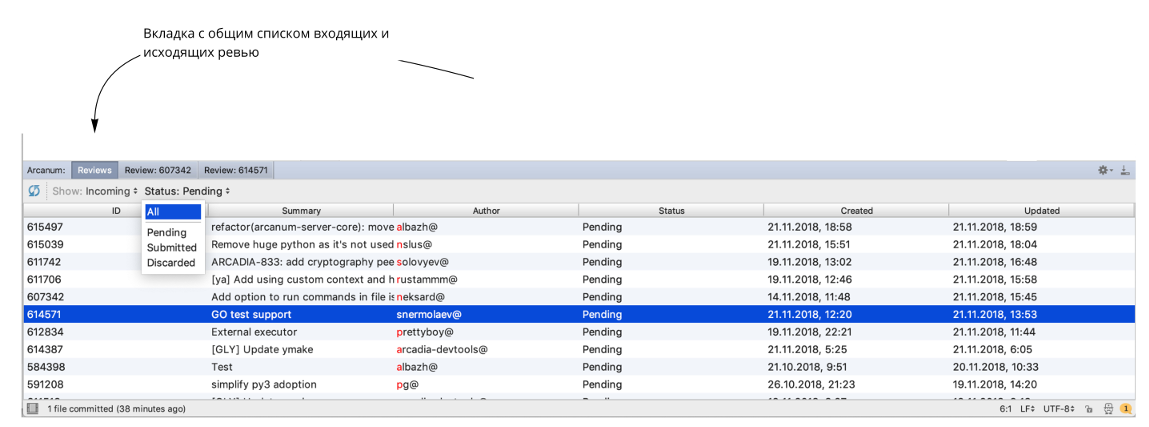 Вкладка с общим списком входящих и
исходящих ревью
Arcanum: Reviews Review: 607342 Review: 614571
Show: Incoming Status: Pending
All
Pending
Submitted
Discarded
ID Summary Author Status Created Updated
615497 refactor(arcanum-server-core): move albazh@ Pending 21.11.2018, 18:58 21.11.2018, 18:59
615039 Remove huge python as it's not used nslus@ Pending 21.11.2018, 15:51 21.11.2018, 18:04
611742 ARCADIA-833: add cryptography pee solovyev@ Pending 19.11.2018, 13:02 21.11.2018, 16:48
611706 [ya] Add using custom context and h rustammm@ Pending 19.11.2018, 12:46 21.11.2018, 15:58
607342 Add option to run commands in file is neksard@ Pending 14.11.2018, 11:48 21.11.2018, 15:45
614571 GO test support snermolaev@ Pending 21.11.2018, 12:20 21.11.2018, 13:53
612834 External executor prettyboy@ Pending 19.11.2018, 22:21 21.11.2018, 11:44
614387 [GLY] Update ymake arcadia-devtools@ Pending 21.11.2018, 5:25 21.11.2018, 6:05
584398 Test albazh@ Pending 21.10.2018, 9:51 20.11.2018, 10:33
591208 simplify py3 adoption pg@ Pending 26.10.2018, 21:23 19.11.2018, 14:20
1 file committed (38 minutes ago) 6:1 LF UTF-8 1